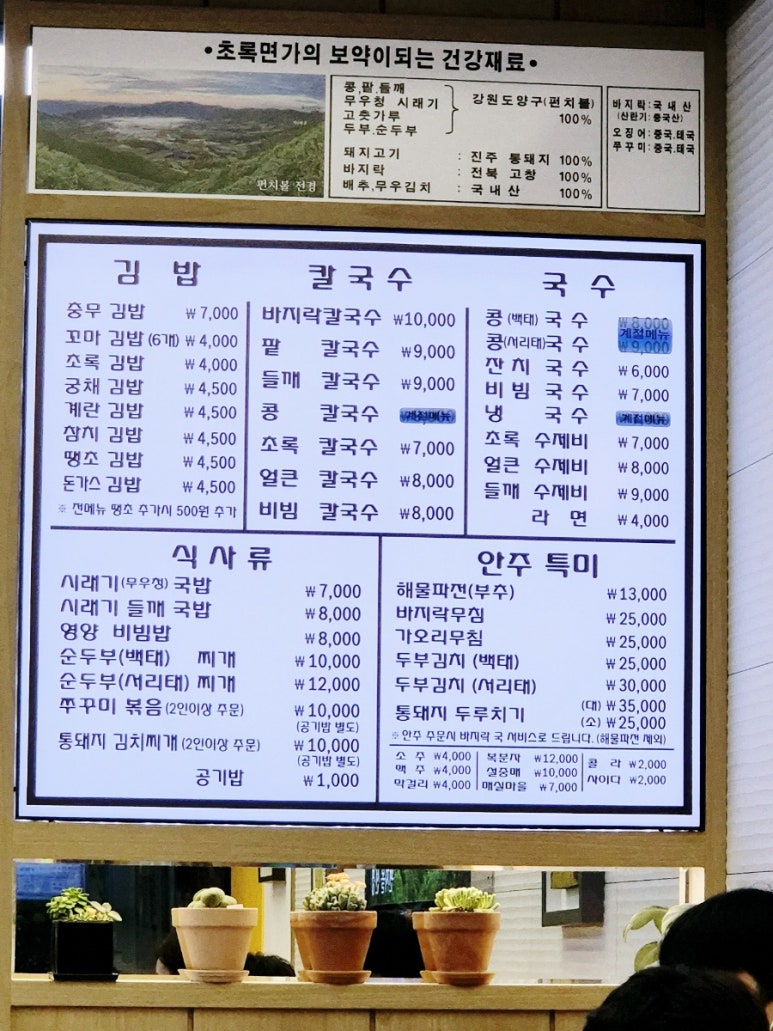 •초록면가의 보약이되는 건강재료•
콩,팥,들깨
무우청 시래기
고춧가루
두부,순두부
강원도양구(펀치볼)
100%
돼지고기 : 진주 통돼지 100%
바지락 : 전북 고창 100%
배추,무우김치 : 국내산 100%
바지락:국내산
(산란기:중국산)
오징어:중국,태국
쭈꾸미:중국,태국
펀치볼 전경
김 밥
충무 김밥 ₩7,000
꼬마 김밥(6개) ₩4,000
초록 김밥 ₩4,000
궁채 김밥 ₩4,500
계란 김밥 ₩4,500
참치 김밥 ₩4,500
땡초 김밥 ₩4,500
돈가스 김밥 ₩4,500
※ 전메뉴 땡초 추가시 500원 추가
칼국수
바지락칼국수 ₩10,000
팥 칼국수 ₩9,000
들깨 칼국수 ₩9,000
콩 칼국수 계절메뉴
초록 칼국수 ₩7,000
얼큰 칼국수 ₩8,000
비빔 칼국수 ₩8,000
국 수
콩(백태)국 수 ₩8,000
계절메뉴
콩(서리태)국 수 ₩9,000
잔치 국수 ₩6,000
비빔 국수 ₩7,000
냉 국수 계절메뉴
초록 수제비 ₩7,000
얼큰 수제비 ₩8,000
들깨 수제비 ₩9,000
라 면 ₩4,000
식사류
시래기(무우청)국밥 ₩7,000
시래기 들깨 국밥 ₩8,000
영양 비빔밥 ₩8,000
순두부(백태) 찌개 ₩10,000
순두부(서리태) 찌개 ₩12,000
쭈꾸미 볶음(2인이상 주문) ₩10,000
(공기밥 별도)
통돼지 김치찌개(2인이상 주문) ₩10,000
(공기밥 별도)
공기밥 ₩1,000
안주 특미
해물파전(부추) ₩13,000
바지락무침 ₩25,000
가오리무침 ₩25,000
두부김치 (백태) ₩25,000
두부김치 (서리태) ₩30,000
통돼지 두루치기 (대) ₩35,000
(소) ₩25,000
※안주 주문시 바지락 국 서비스로 드립니다.(해물파전 제외)
소 주 ₩4,000
맥 주 ₩4,000
막걸리 ₩4,000
복분자 ₩12,000
설중매 ₩10,000
매실마을 ₩7,000
콜 라 ₩2,000
사이다 ₩2,000